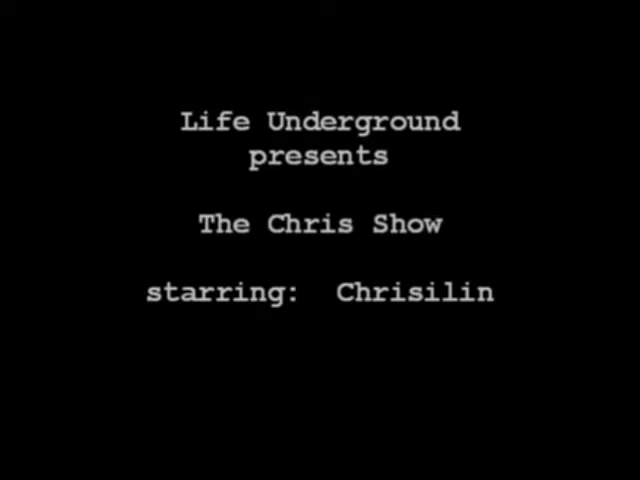 Life Underground
presents
The Chris Show
starring:  Chrisilin